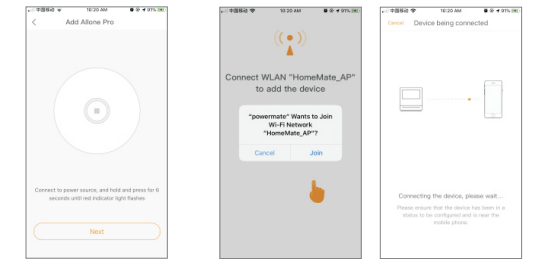 中国移动 10:20 AM 91%
Add Allone Pro
Connect to power source, and hold and press for 6
seconds until red indicator light flashes
Next
中国移动 10:20 AM 91%
Connect WLAN "HomeMate_AP"
to add the device
"powermate" Wants to Join
Wi-Fi Network
"HomeMate_AP"?
Cancel Join
中国移动 10:20 AM 91%
Cancel Device being connected
Connecting the device, please wait...
Please ensure that the device has been in a
status to be configured and is near the
mobile phone.